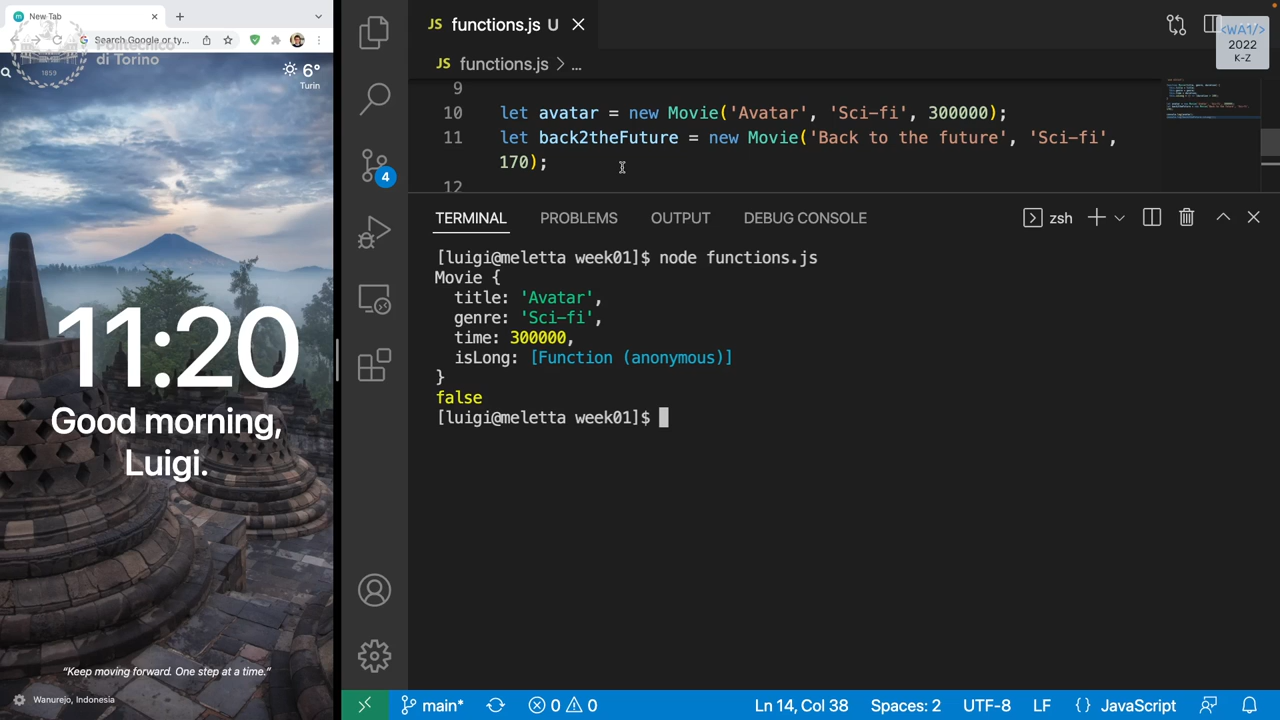 New Tab
Search Google or ty...
Politecnico
di Torino
1853
6°
Turin
11:20
Good morning,
Luigi.
“Keep moving forward. One step at a time.”
Wanurejo, Indonesia
4
JS functions.js U
JS functions.js > ...
<WA1/>
2022
K-Z
9
10 let avatar = new Movie('Avatar', 'Sci-fi', 300000);
11 let back2theFuture = new Movie('Back to the future', 'Sci-fi',
170);
12
TERMINAL PROBLEMS OUTPUT DEBUG CONSOLE zsh
[luigi@meletta week01]$ node functions.js
Movie {
title: 'Avatar',
genre: 'Sci-fi',
time: 300000,
isLong: [Function (anonymous)]
}
false
[luigi@meletta week01]$
main* 0 0 Ln 14, Col 38 Spaces: 2 UTF-8 LF {} JavaScript